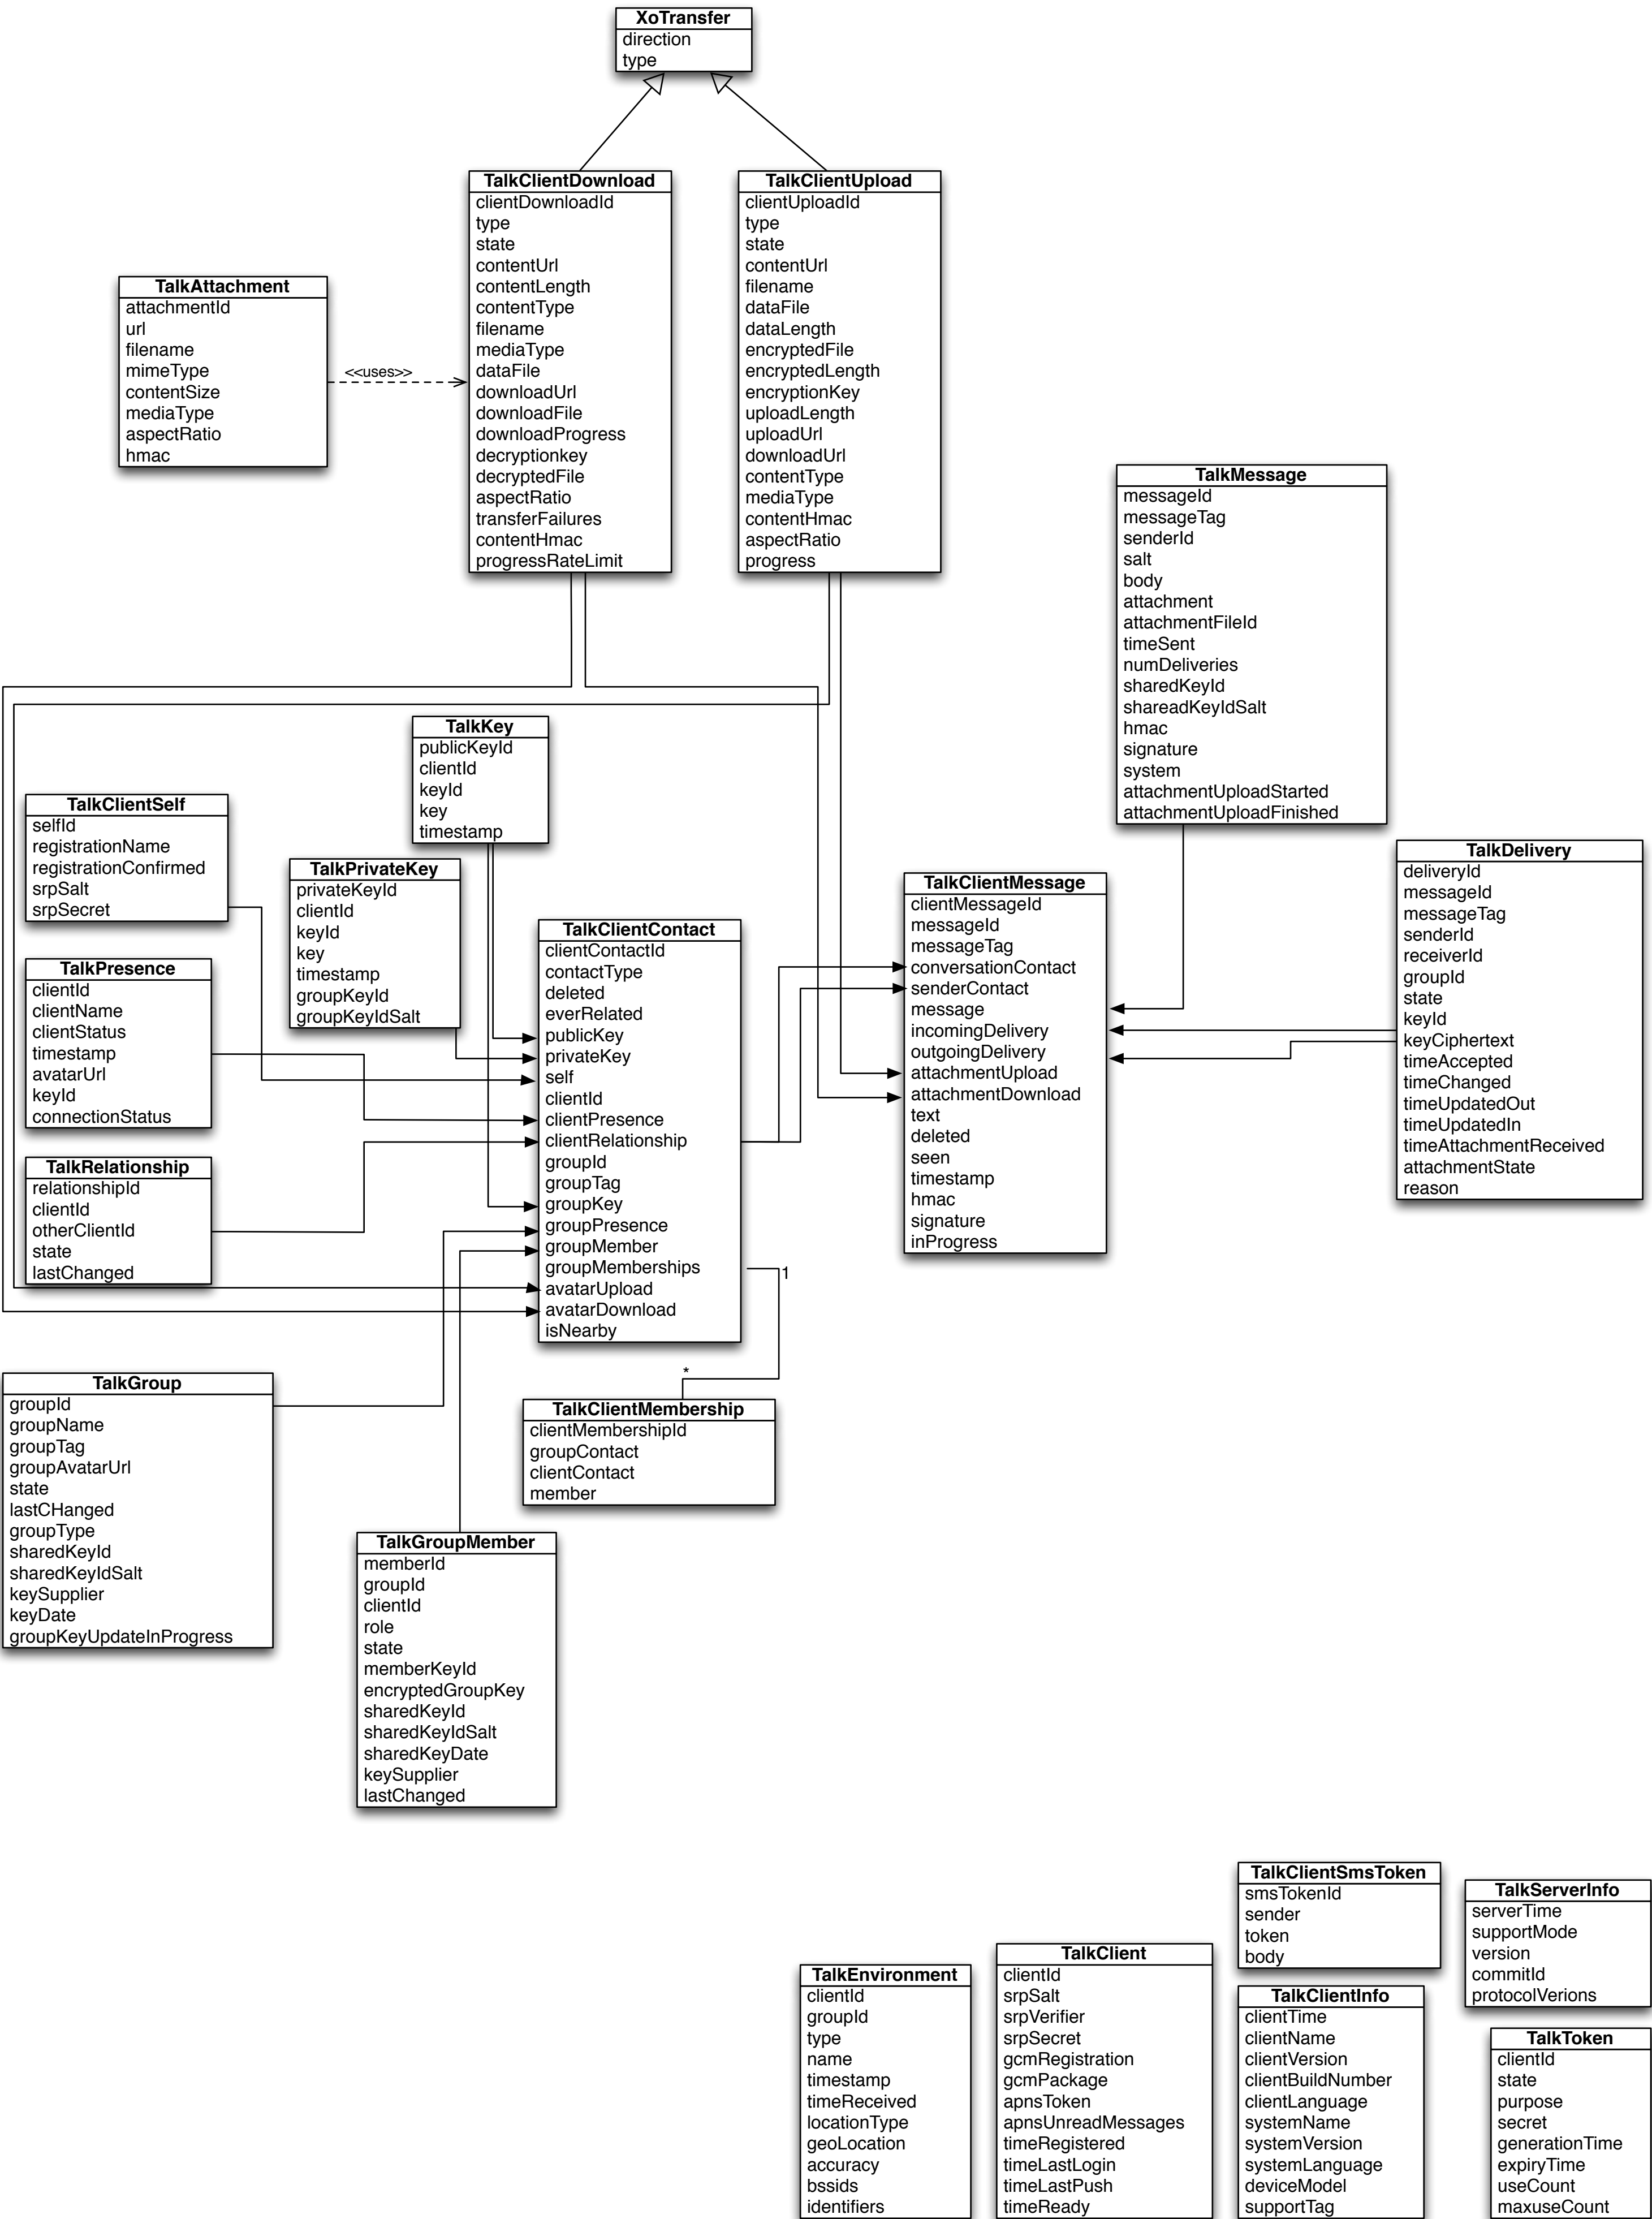 XoTransfer
direction
type
TalkClientDownload
clientDownloadId
type
state
contentUrl
contentLength
contentType
filename
mediaType
dataFile
downloadUrl
downloadFile
downloadProgress
decryptionkey
decryptedFile
aspectRatio
transferFailures
contentHmac
progressRateLimit
TalkClientUpload
clientUploadId
type
state
contentUrl
filename
dataFile
dataLength
encryptedFile
encryptedLength
encryptionKey
uploadLength
uploadUrl
downloadUrl
contentType
mediaType
contentHmac
aspectRatio
progress
TalkAttachment
attachmentId
url
filename
mimeType
contentSize
mediaType
aspectRatio
hmac
<<uses>>
TalkMessage
messageId
messageTag
senderId
salt
body
attachment
attachmentFileId
timeSent
numDeliveries
sharedKeyId
shareadKeyIdSalt
hmac
signature
system
attachmentUploadStarted
attachmentUploadFinished
TalkKey
publicKeyId
clientId
keyId
key
timestamp
TalkClientSelf
selfId
registrationName
registrationConfirmed
srpSalt
srpSecret
TalkPrivateKey
privateKeyId
clientId
keyId
key
timestamp
groupKeyId
groupKeyIdSalt
TalkDelivery
deliveryId
messageId
messageTag
senderId
receiverId
groupId
state
keyId
keyCiphertext
timeAccepted
timeChanged
timeUpdatedOut
timeUpdatedIn
timeAttachmentReceived
attachmentState
reason
TalkClientMessage
clientMessageId
messageId
messageTag
conversationContact
senderContact
message
incomingDelivery
outgoingDelivery
attachmentUpload
attachmentDownload
text
deleted
seen
timestamp
hmac
signature
inProgress
TalkClientContact
clientContactId
contactType
deleted
everRelated
publicKey
privateKey
self
clientId
clientPresence
clientRelationship
groupId
groupTag
groupKey
groupPresence
groupMember
groupMemberships
avatarUpload
avatarDownload
isNearby
TalkPresence
clientId
clientName
clientStatus
timestamp
avatarUrl
keyId
connectionStatus
TalkRelationship
relationshipId
clientId
otherClientId
state
lastChanged
1
*
TalkGroup
groupId
groupName
groupTag
groupAvatarUrl
state
lastCHanged
groupType
sharedKeyId
sharedKeyIdSalt
keySupplier
keyDate
groupKeyUpdateInProgress
TalkClientMembership
clientMembershipId
groupContact
clientContact
member
TalkGroupMember
memberId
groupId
clientId
role
state
memberKeyId
encryptedGroupKey
sharedKeyId
sharedKeyIdSalt
sharedKeyDate
keySupplier
lastChanged
TalkClientSmsToken
smsTokenId
sender
token
body
TalkServerInfo
serverTime
supportMode
version
commitId
protocolVerions
TalkEnvironment
clientId
groupId
type
name
timestamp
timeReceived
locationType
geoLocation
accuracy
bssids
identifiers
TalkClient
clientId
srpSalt
srpVerifier
srpSecret
gcmRegistration
gcmPackage
apnsToken
apnsUnreadMessages
timeRegistered
timeLastLogin
timeLastPush
timeReady
TalkClientInfo
clientTime
clientName
clientVersion
clientBuildNumber
clientLanguage
systemName
systemVersion
systemLanguage
deviceModel
supportTag
TalkToken
clientId
state
purpose
secret
generationTime
expiryTime
useCount
maxuseCount